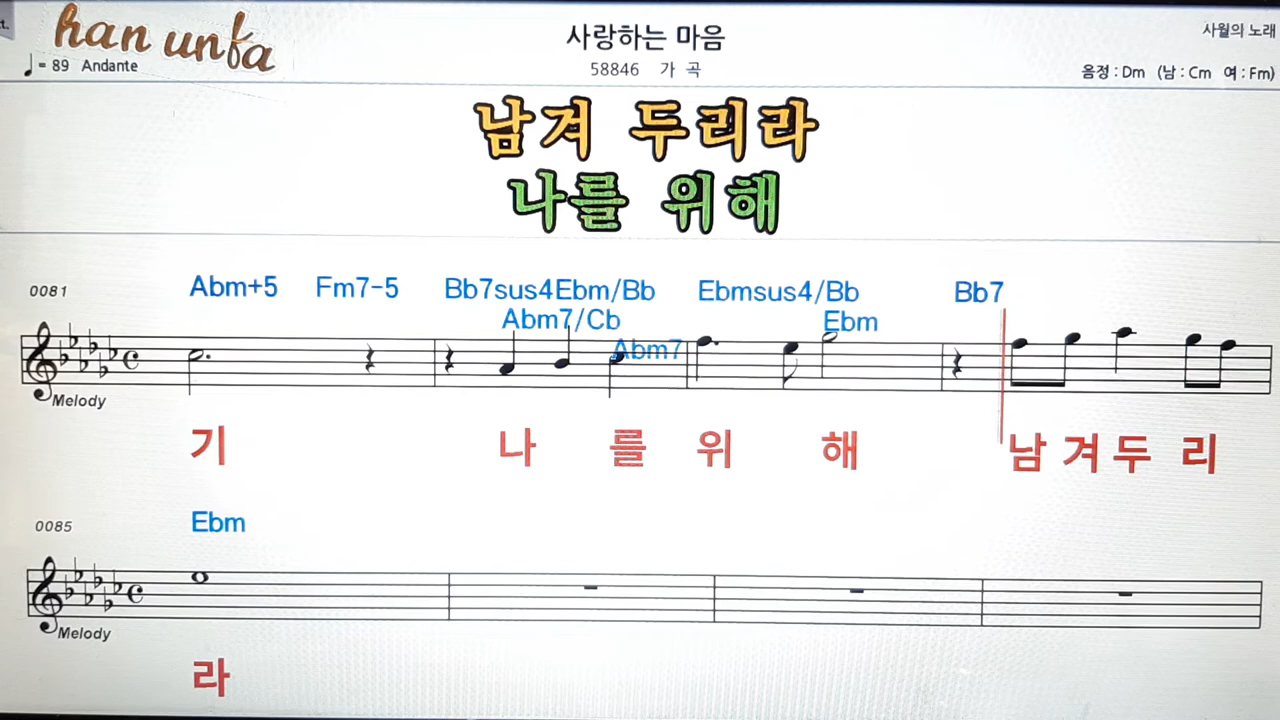 t.
han unfa
♩= 89 Andante
사랑하는 마음
58846 가 곡
사월의 노래
음정 : Dm (남 : Cm 여 : Fm)
남겨 두리라
나를 위해
0081
Abm+5 Fm7-5 Bb7sus4 Ebm/Bb Ebmsus4/Bb Bb7
Abm7/Cb Ebm
Abm7
Melody
기 나 를 위 해 남 겨 두 리
0085
Ebm
Melody
라